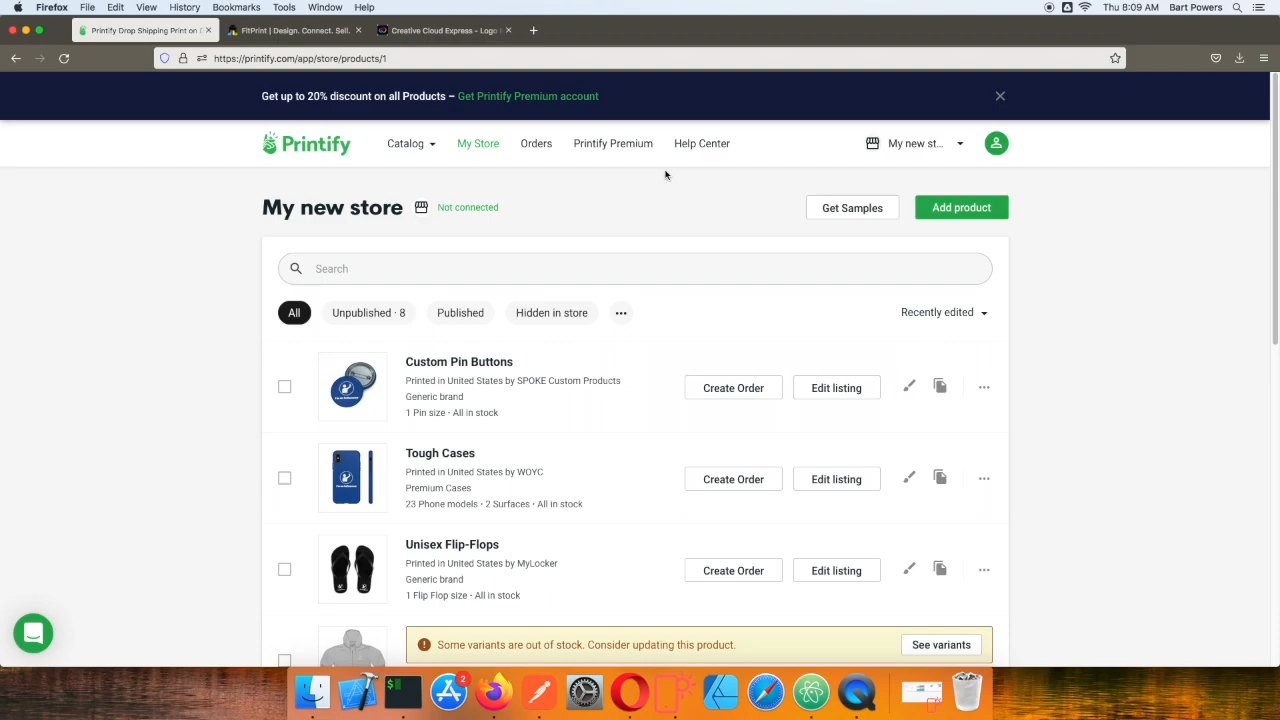 Firefox File Edit View History Bookmarks Tools Window Help Thu 8:09 AM Bart Powers
Printify Drop Shipping Print on D FitPrint | Design. Connect. Sell. Creative Cloud Express - Logo
https://printify.com/app/store/products/1
Get up to 20% discount on all Products – Get Printify Premium account
Printify Catalog My Store Orders Printify Premium Help Center My new st...
My new store Not connected Get Samples Add product
Search
All Unpublished · 8 Published Hidden in store Recently edited
Custom Pin Buttons
Printed in United States by SPOKE Custom Products
Generic brand
1 Pin size · All in stock
Create Order Edit listing
Tough Cases
Printed in United States by WOYC
Premium Cases
23 Phone models · 2 Surfaces · All in stock
Create Order Edit listing
Unisex Flip-Flops
Printed in United States by MyLocker
Generic brand
1 Flip Flop size · All in stock
Create Order Edit listing
Some variants are out of stock. Consider updating this product. See variants
2